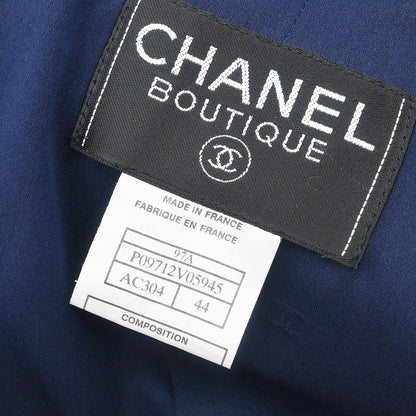 CHANEL
BOUTIQUE
MADE IN FRANCE
FABRIQUE EN FRANCE
97A
P09712V05945
AC304 44
COMPOSITION